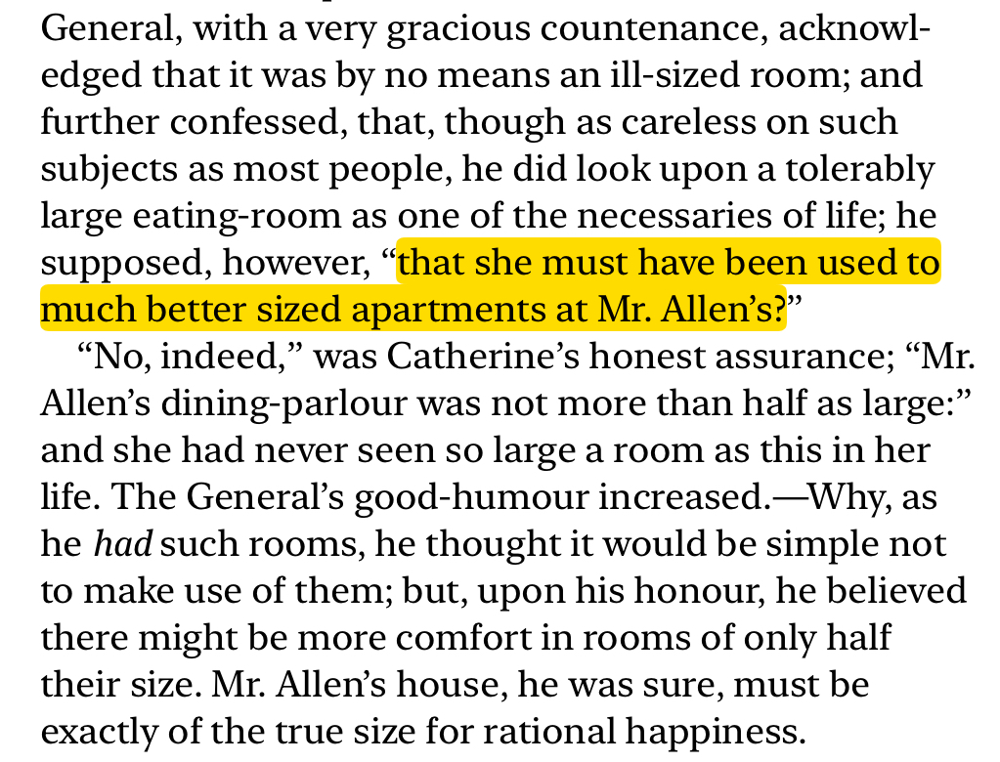 General, with a very gracious countenance, acknowl-
edged that it was by no means an ill-sized room; and
further confessed, that, though as careless on such
subjects as most people, he did look upon a tolerably
large eating-room as one of the necessaries of life; he
supposed, however, “that she must have been used to
much better sized apartments at Mr. Allen’s?”
“No, indeed,” was Catherine’s honest assurance; “Mr.
Allen’s dining-parlour was not more than half as large:”
and she had never seen so large a room as this in her
life. The General’s good-humour increased.—Why, as
he had such rooms, he thought it would be simple not
to make use of them; but, upon his honour, he believed
there might be more comfort in rooms of only half
their size. Mr. Allen’s house, he was sure, must be
exactly of the true size for rational happiness.